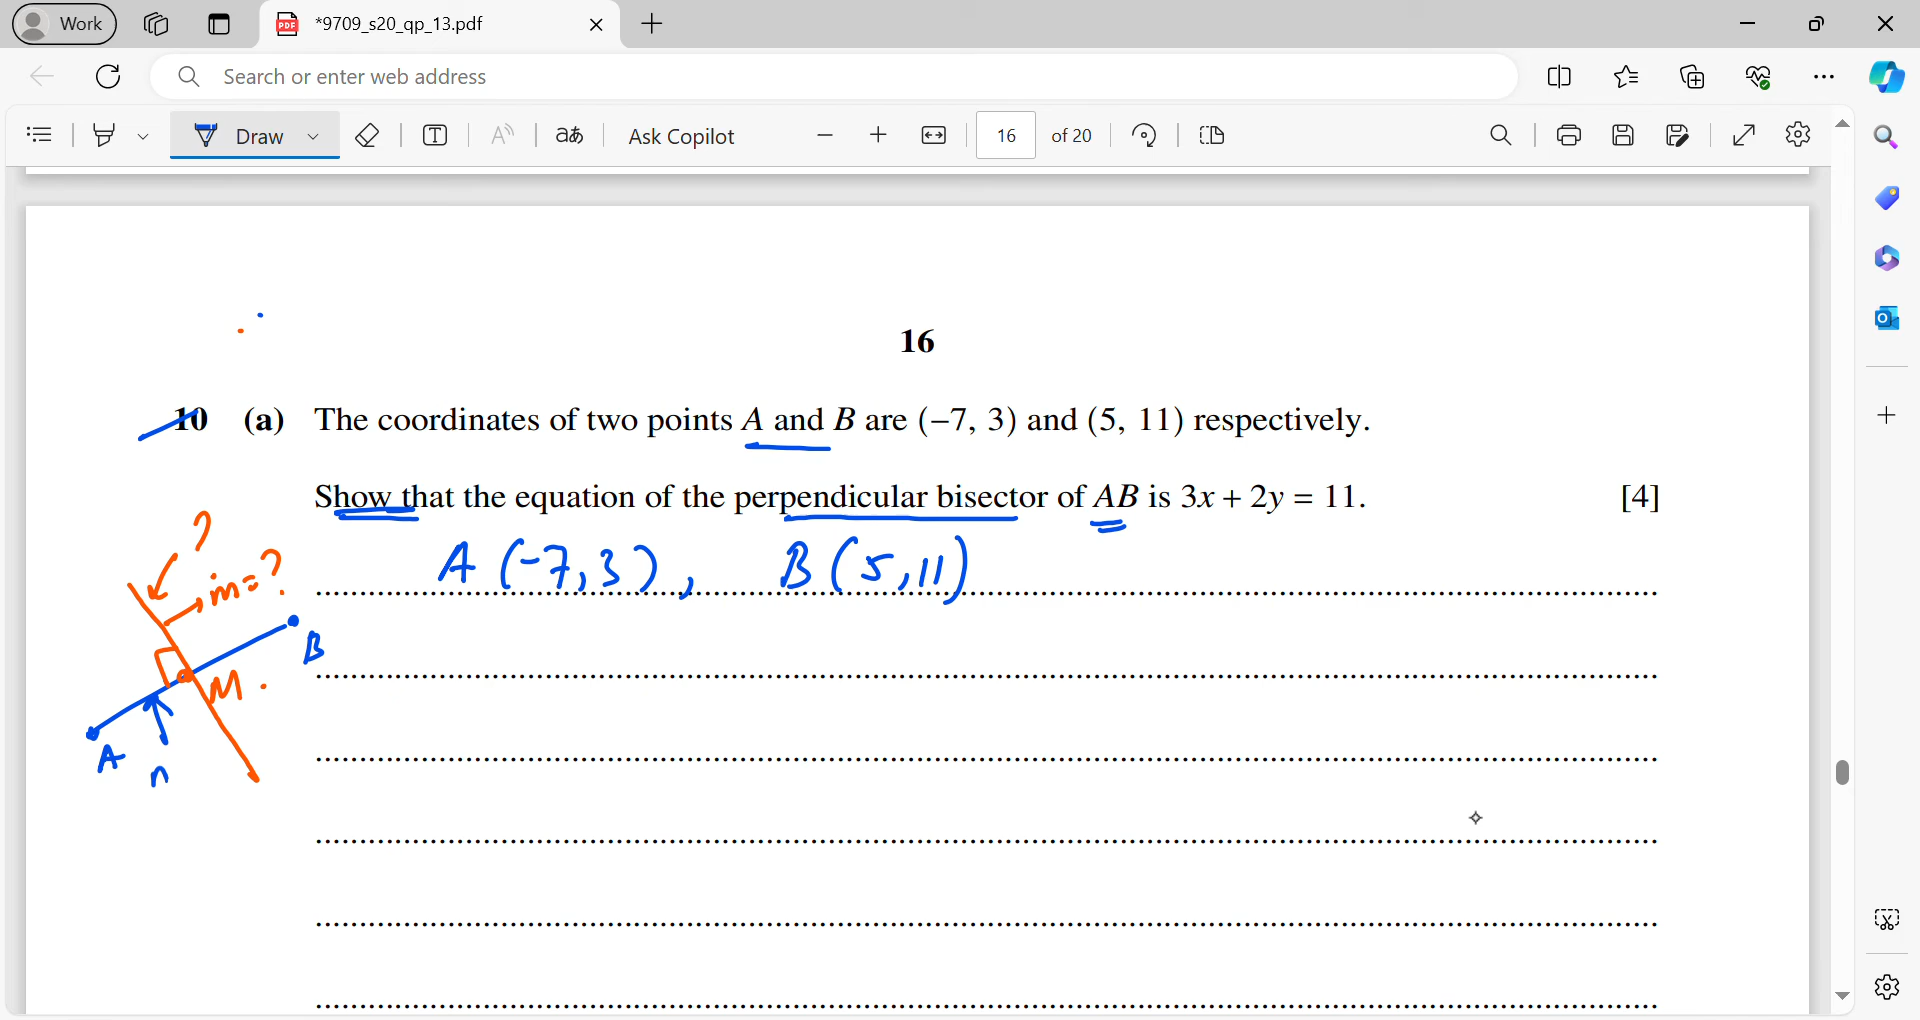 Work
*9709_s20_qp_13.pdf
Search or enter web address
Draw
Ask Copilot
16 of 20
16
10 (a) The coordinates of two points A and B are (−7, 3) and (5, 11) respectively.
Show that the equation of the perpendicular bisector of AB is 3x + 2y = 11. [4]
A (-7,3), B (5,11)
?
m=?
B
M
A
n